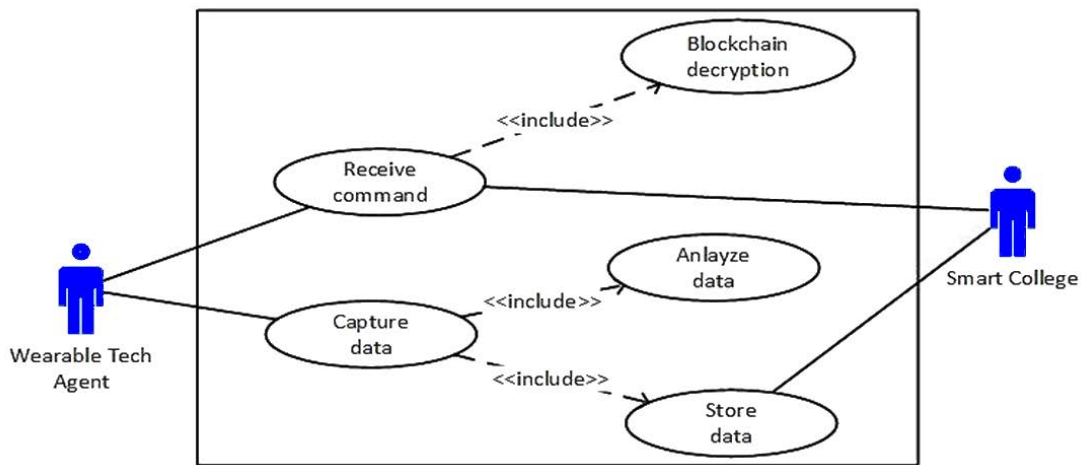 Blockchain
decryption
<<include>>
Receive
command
Anlayze
data
Smart College
<<include>>
Capture
data
Wearable Tech
Agent
<<include>>
Store
data